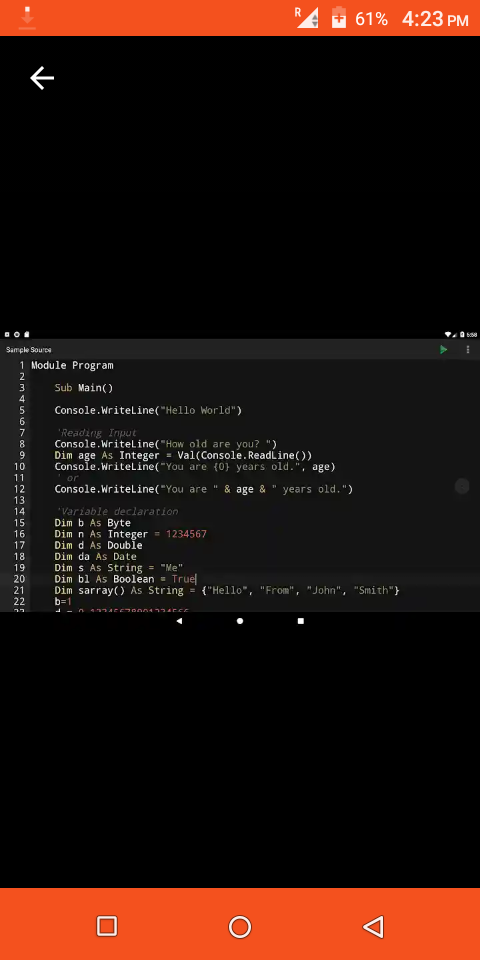 R 61% 4:23 PM
5:58
Sample Source
1 Module Program
2
3 Sub Main()
4
5 Console.WriteLine("Hello World")
6
7 'Reading Input
8 Console.WriteLine("How old are you? ")
9 Dim age As Integer = Val(Console.ReadLine())
10 Console.WriteLine("You are {0} years old.", age)
11 ' or
12 Console.WriteLine("You are " & age & " years old.")
13
14 'Variable declaration
15 Dim b As Byte
16 Dim n As Integer = 1234567
17 Dim d As Double
18 Dim da As Date
19 Dim s As String = "Me"
20 Dim bl As Boolean = True
21 Dim sarray() As String = {"Hello", "From", "John", "Smith"}
22 b=1
23 d = 0.12345678901234566